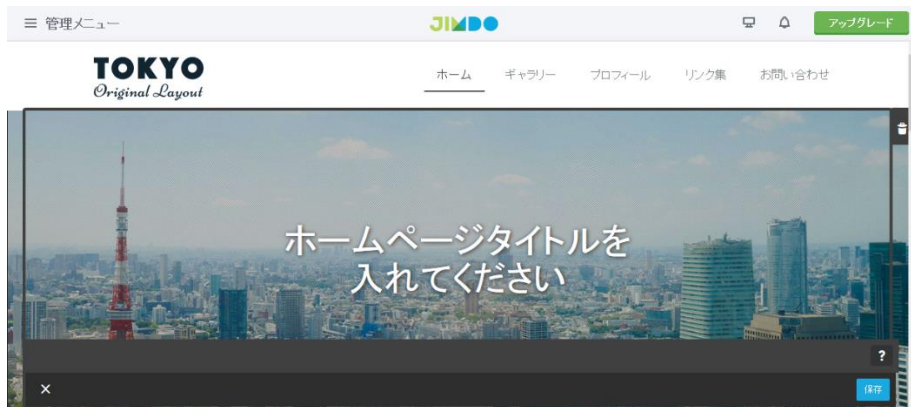 管理メニュー
JIMDO
アップグレード
TOKYO
Original Layout
ホーム ギャラリー プロフィール リンク集 お問い合わせ
ホームページタイトルを
入れてください
?
保存